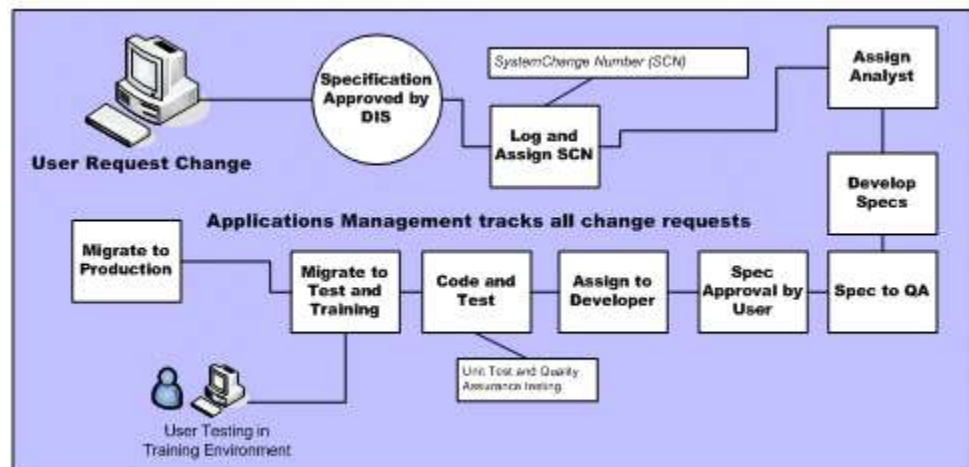 SystemChange Number (SCN)
Specification
Approved by
DIS
Assign
Analyst
Log and
Assign SCN
User Request Change
Develop
Specs
Applications Management tracks all change requests
Migrate to
Production
Migrate to
Test and
Training
Code and
Test
Assign to
Developer
Spec
Approval by
User
Spec to QA
Unit Test and Quality
Assurance testing
User Testing in
Training Environment